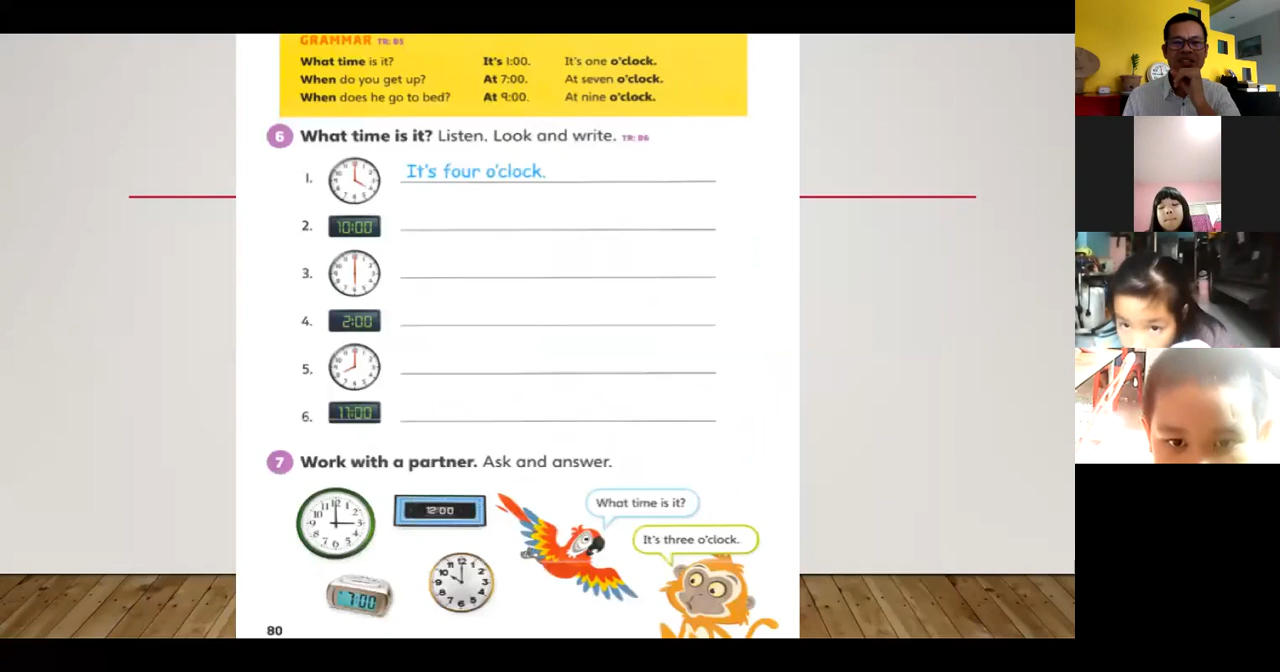 GRAMMAR TR: B5
What time is it? It's 1:00. It's one o'clock.
When do you get up? At 7:00. At seven o'clock.
When does he go to bed? At 9:00. At nine o'clock.
6 What time is it? Listen. Look and write. TR: B6
1. It's four o'clock.
2. 10:00
3.
4. 2:00
5.
6. 11:00
7 Work with a partner. Ask and answer.
What time is it?
12:00
It's three o'clock.
7:00
80